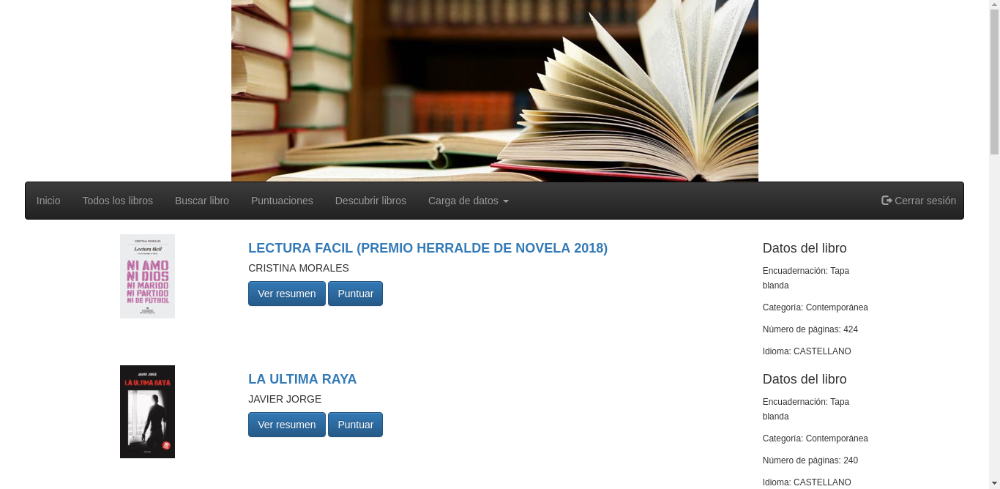 Inicio
Todos los libros
Buscar libro
Puntuaciones
Descubrir libros
Carga de datos
Cerrar sesión
CRISTINA MORALES
Lectura fácil
NI AMO
NI DIOS
NI MARIDO
NI PARTIDO
NI DE FÚTBOL
LECTURA FACIL (PREMIO HERRALDE DE NOVELA 2018)
CRISTINA MORALES
Ver resumen
Puntuar
Datos del libro
Encuadernación: Tapa
blanda
Categoría: Contemporánea
Número de páginas: 424
Idioma: CASTELLANO
JAVIER JORGE
LA ULTIMA RAYA
LA ULTIMA RAYA
JAVIER JORGE
Ver resumen
Puntuar
Datos del libro
Encuadernación: Tapa
blanda
Categoría: Contemporánea
Número de páginas: 240
Idioma: CASTELLANO